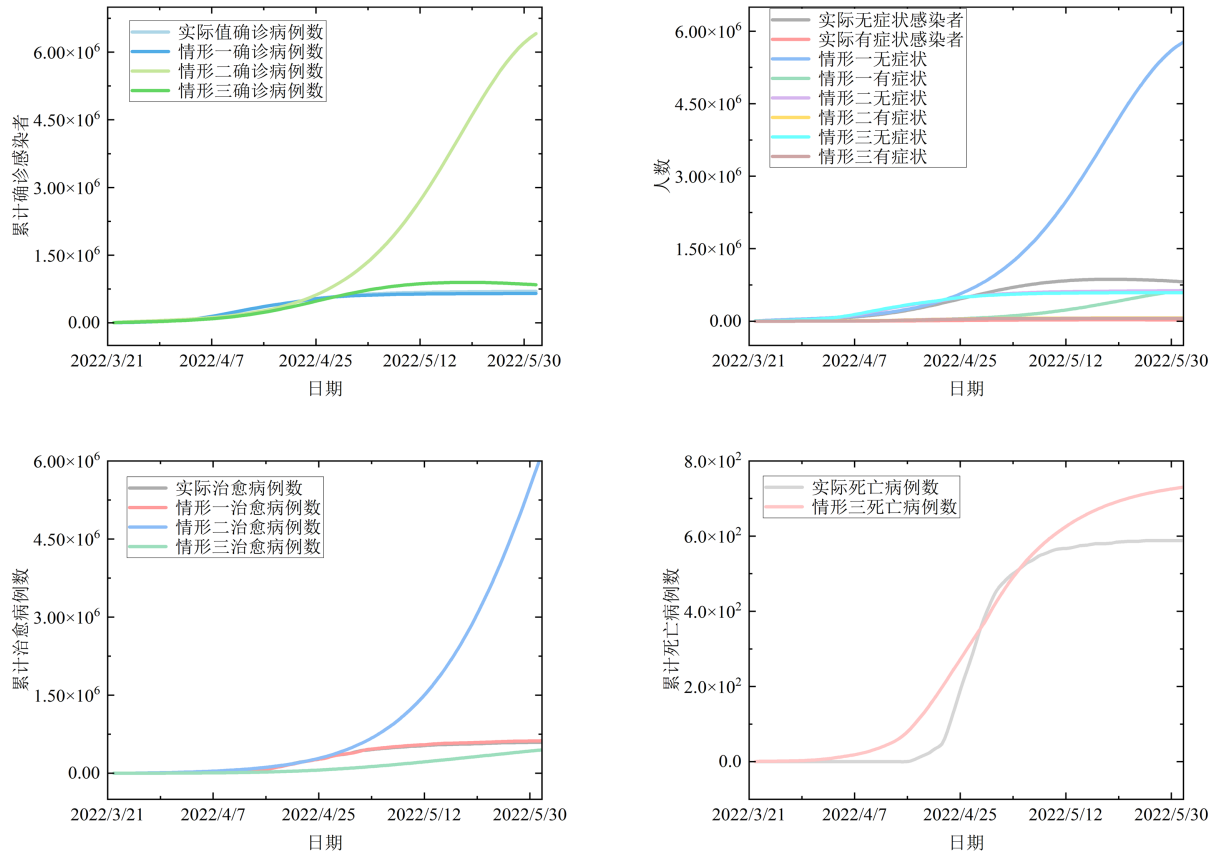 实际值确诊病例数
情形一确诊病例数
情形二确诊病例数
情形三确诊病例数
累计确诊感染者
6.00×10⁶
4.50×10⁶
3.00×10⁶
1.50×10⁶
0.00
2022/3/21 2022/4/7 2022/4/25 2022/5/12 2022/5/30
日期
实际无症状感染者
实际有症状感染者
情形一无症状
情形一有症状
情形二无症状
情形二有症状
情形三无症状
情形三有症状
人数
6.00×10⁶
4.50×10⁶
3.00×10⁶
1.50×10⁶
0.00
2022/3/21 2022/4/7 2022/4/25 2022/5/12 2022/5/30
日期
实际治愈病例数
情形一治愈病例数
情形二治愈病例数
情形三治愈病例数
累计治愈病例数
6.00×10⁶
4.50×10⁶
3.00×10⁶
1.50×10⁶
0.00
2022/3/21 2022/4/7 2022/4/25 2022/5/12 2022/5/30
日期
实际死亡病例数
情形三死亡病例数
累计死亡病例数
8.0×10²
6.0×10²
4.0×10²
2.0×10²
0.0
2022/3/21 2022/4/7 2022/4/25 2022/5/12 2022/5/30
日期